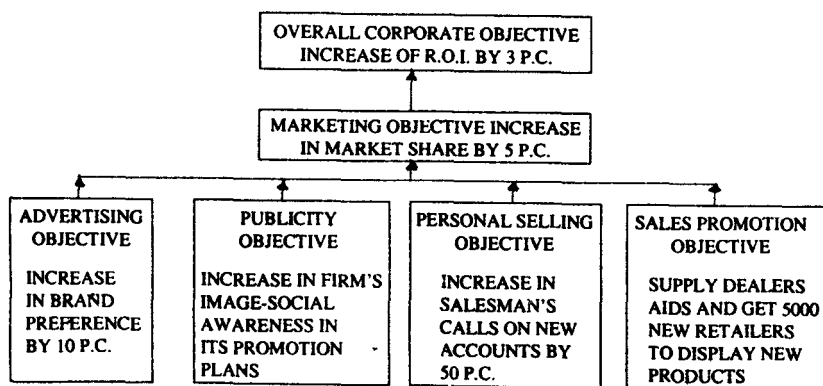 OVERALL CORPORATE OBJECTIVE
INCREASE OF R.O.I. BY 3 P.C.
MARKETING OBJECTIVE INCREASE
IN MARKET SHARE BY 5 P.C.
ADVERTISING
OBJECTIVE
INCREASE
IN BRAND
PREFERENCE
BY 10 P.C.
PUBLICITY
OBJECTIVE
INCREASE IN FIRM'S
IMAGE-SOCIAL
AWARENESS IN
ITS PROMOTION
PLANS
PERSONAL SELLING
OBJECTIVE
INCREASE IN
SALESMAN'S
CALLS ON NEW
ACCOUNTS BY
50 P.C.
SALES PROMOTION
OBJECTIVE
SUPPLY DEALERS
AIDS AND GET 5000
NEW RETAILERS
TO DISPLAY NEW
PRODUCTS